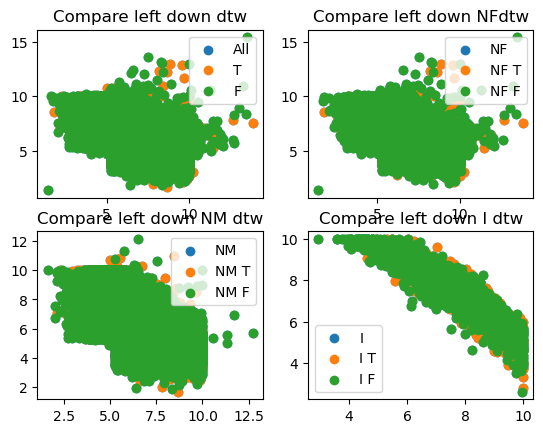 Compare left down dtw
Compare left down NFdtw
15
10
5
All
T
F
15
10
5
NF
NF T
NF F
5
10
5
10
Compare left down NM dtw
Compare left down I dtw
12
10
8
6
4
2
NM
NM T
NM F
10
8
6
4
I
I T
I F
2.5
5.0
7.5
10.0
12.5
4
6
8
10